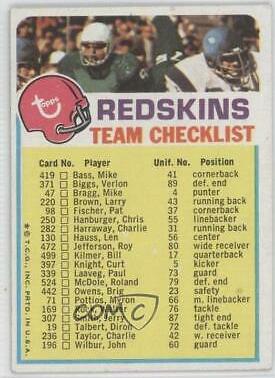 topps
REDSKINS
TEAM CHECKLIST
Card No. Player Unif. No. Position
419 Bass, Mike 41 cornerback
371 Biggs, Verlon 89 def. end
47 Bragg, Mike 4 punter
220 Brown, Larry 43 running back
98 Fischer, Pat 37 cornerback
250 Hanburger, Chris 55 linebacker
282 Harraway, Charlie 31 running back
130 Hauss, Len 56 center
472 Jefferson, Roy 80 wide receiver
499 Kilmer, Bill 17 quarterback
397 Knight, Curt 5 kicker
339 Laaveg, Paul 73 guard
524 McDole, Roland 79 def. end
442 Owens, Brig 23 safety
71 Pottios, Myron 66 m. linebacker
169 76 tackle
307 Smith, Jerry 87 tight end
19 Talbert, Diron 72 def. tackle
236 Taylor, Charlie 42 wide receiver
196 Wilbur, John 60 guard
© T.C.G., INC. PRTD. IN U.S.A.
COMC